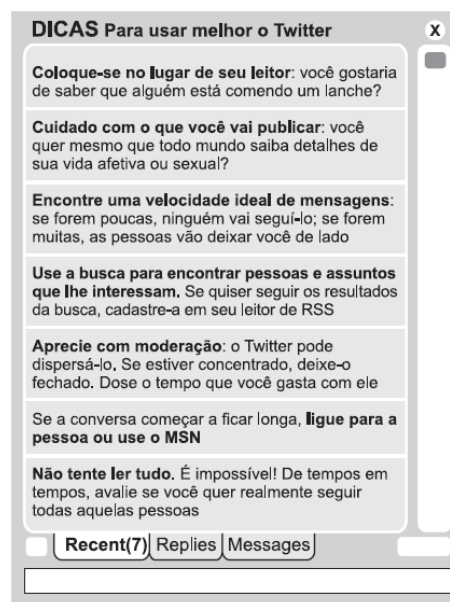 DICAS Para usar melhor o Twitter
X
Coloque-se no lugar de seu leitor: você gostaria
de saber que alguém está comendo um lanche?
Cuidado com o que você vai publicar: você
quer mesmo que todo mundo saiba detalhes de
sua vida afetiva ou sexual?
Encontre uma velocidade ideal de mensagens:
se forem poucas, ninguém vai seguí-lo; se forem
muitas, as pessoas vão deixar você de lado
Use a busca para encontrar pessoas e assuntos
que lhe interessam. Se quiser seguir os resultados
da busca, cadastre-a em seu leitor de RSS
Aprecie com moderação: o Twitter pode
dispersá-lo. Se estiver concentrado, deixe-o
fechado. Dose o tempo que você gasta com ele
Se a conversa começar a ficar longa, ligue para a
pessoa ou use o MSN
Não tente ler tudo. É impossível! De tempos em
tempos, avalie se você quer realmente seguir
todas aquelas pessoas
Recent(7) Replies Messages